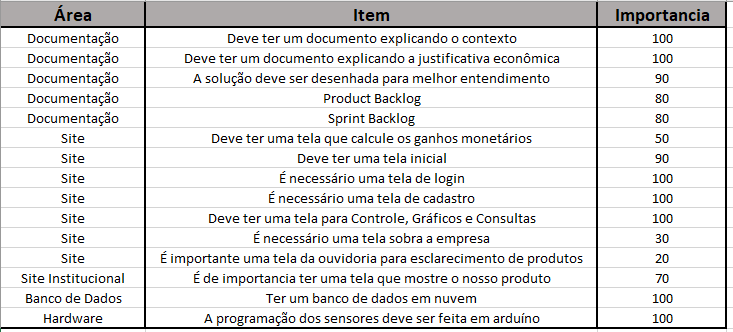 Área Item Importancia
Documentação Deve ter um documento explicando o contexto 100
Documentação Deve ter um documento explicando a justificativa econômica 100
Documentação A solução deve ser desenhada para melhor entendimento 90
Documentação Product Backlog 80
Documentação Sprint Backlog 80
Site Deve ter uma tela que calcule os ganhos monetários 50
Site Deve ter uma tela inicial 90
Site É necessário uma tela de login 100
Site É necessário uma tela de cadastro 100
Site Deve ter uma tela para Controle, Gráficos e Consultas 100
Site É necessário uma tela sobra a empresa 30
Site É importante uma tela da ouvidoria para esclarecimento de produtos 20
Site Institucional É de importancia ter uma tela que mostre o nosso produto 70
Banco de Dados Ter um banco de dados em nuvem 100
Hardware A programação dos sensores deve ser feita em arduíno 100